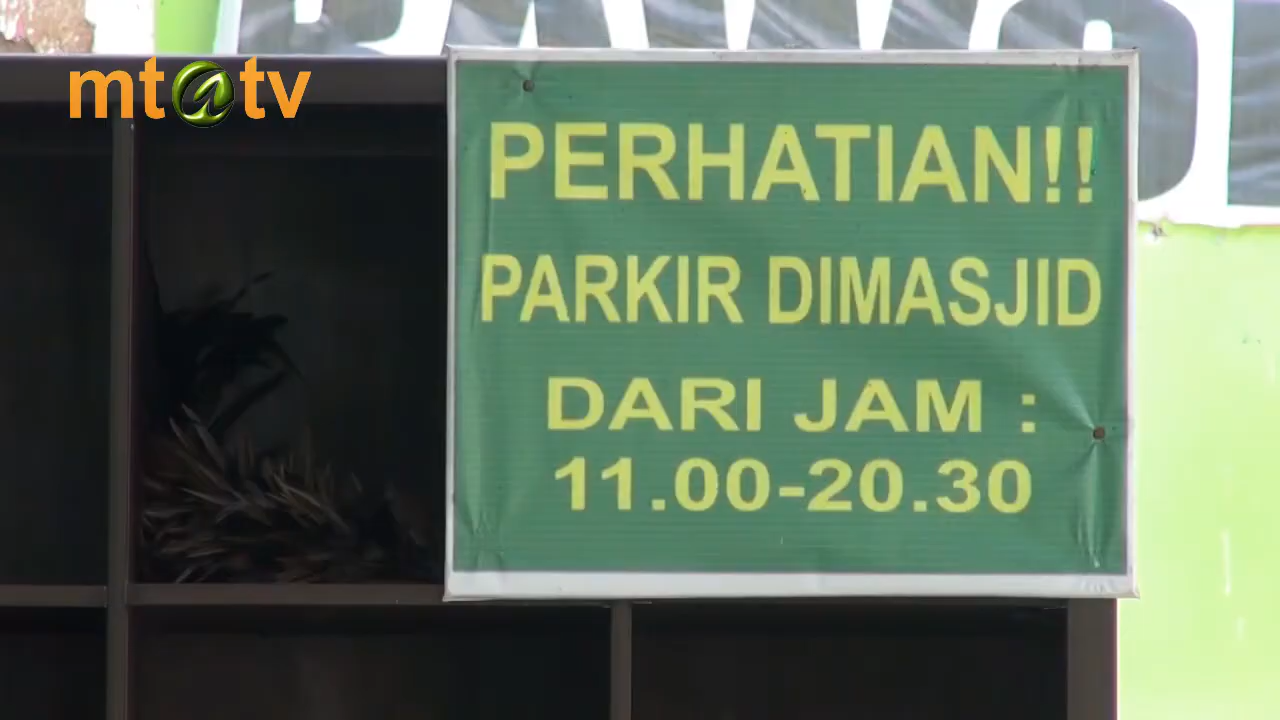 mt@tv
PERHATIAN!!
PARKIR DIMASJID
DARI JAM :
11.00-20.30